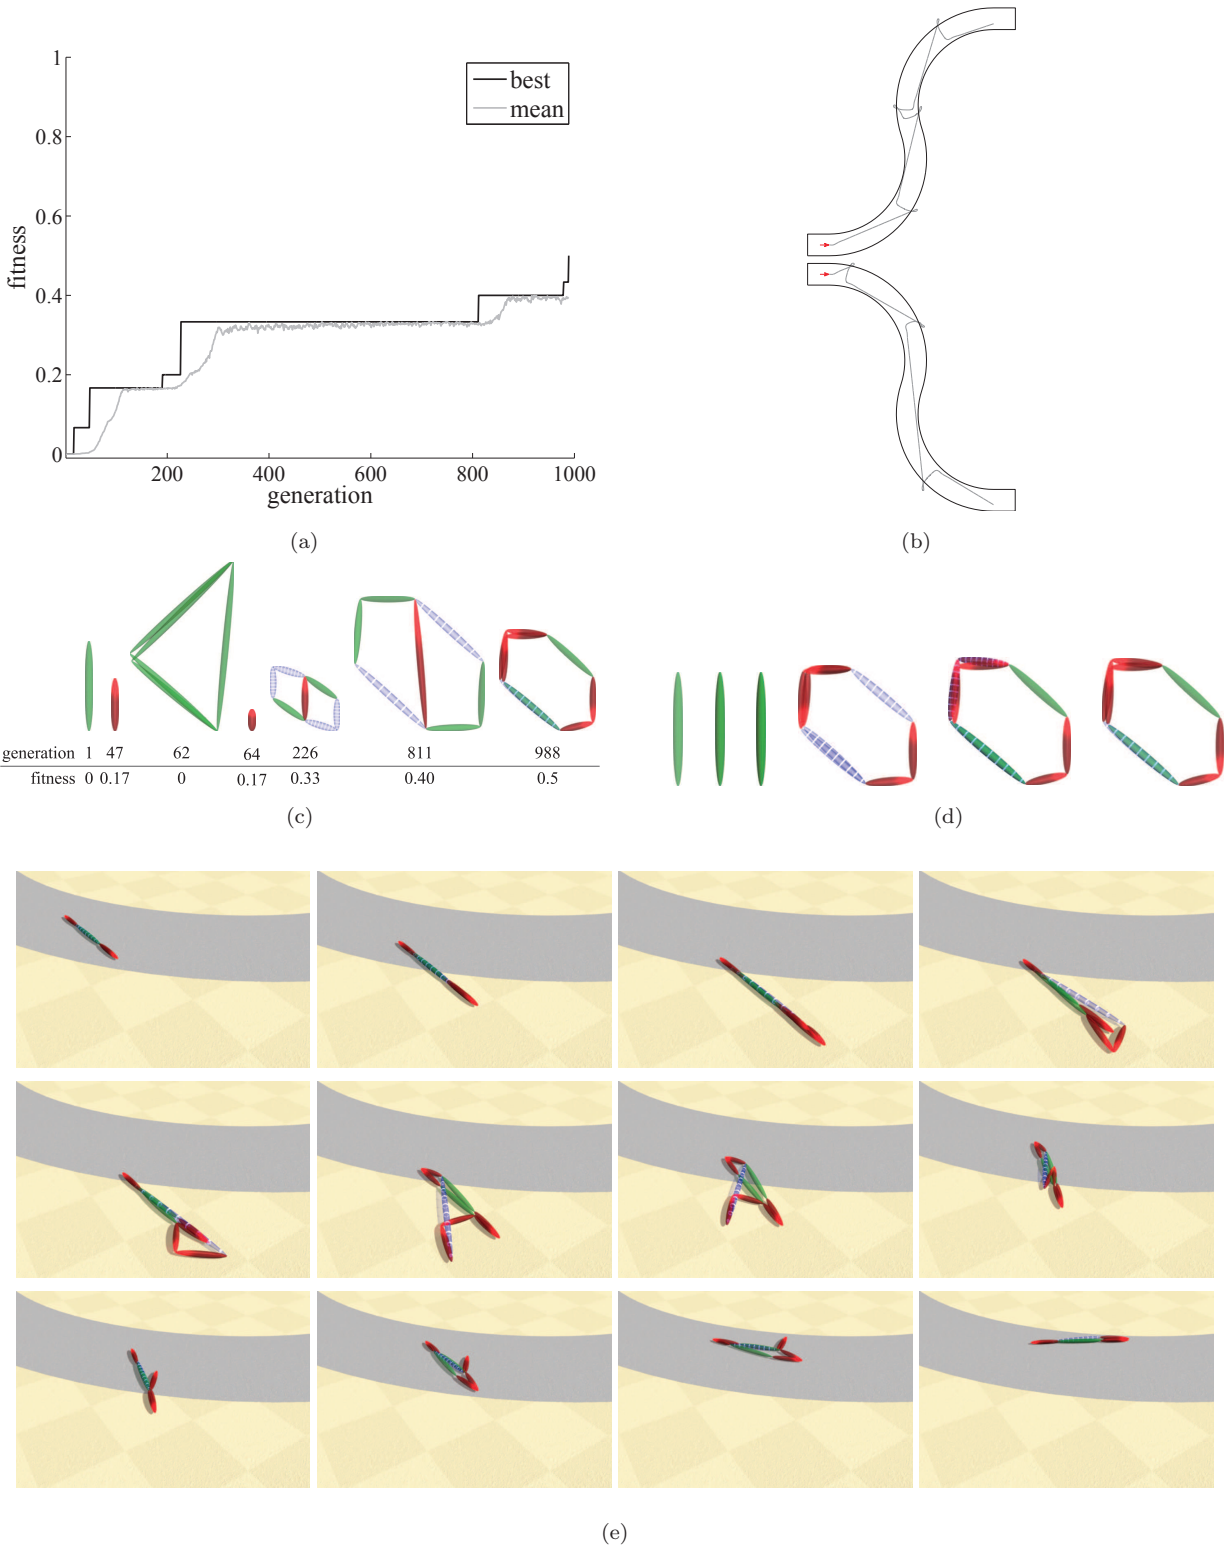 1
0.8
0.6
0.4
0.2
0
fitness
best
mean
200 400 600 800 1000
generation
(a)
(b)
generation 1 47 62 64 226 811 988
fitness 0 0.17 0 0.17 0.33 0.40 0.5
(c)
(d)
(e)